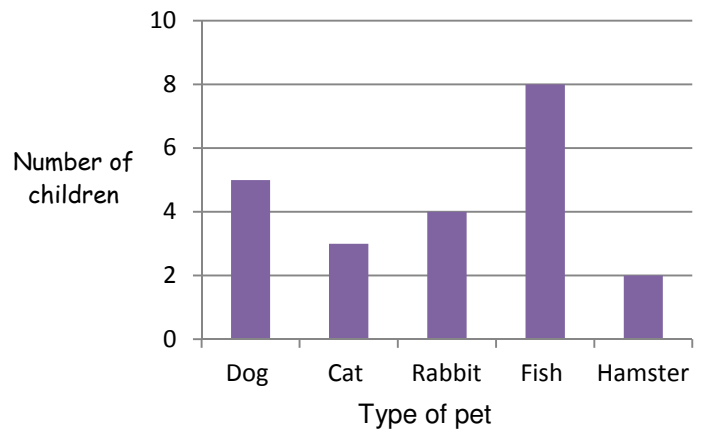 10
8
6
4
2
0
Number of
children
Dog Cat Rabbit Fish Hamster
Type of pet